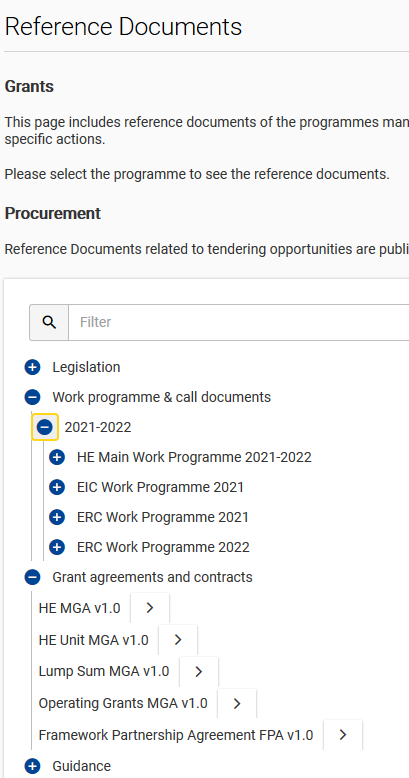 Reference Documents
Grants
This page includes reference documents of the programmes man
specific actions.
Please select the programme to see the reference documents.
Procurement
Reference Documents related to tendering opportunities are publi
Filter
Legislation
Work programme & call documents
2021-2022
HE Main Work Programme 2021-2022
EIC Work Programme 2021
ERC Work Programme 2021
ERC Work Programme 2022
Grant agreements and contracts
HE MGA v1.0
HE Unit MGA v1.0
Lump Sum MGA v1.0
Operating Grants MGA v1.0
Framework Partnership Agreement FPA v1.0
Guidance